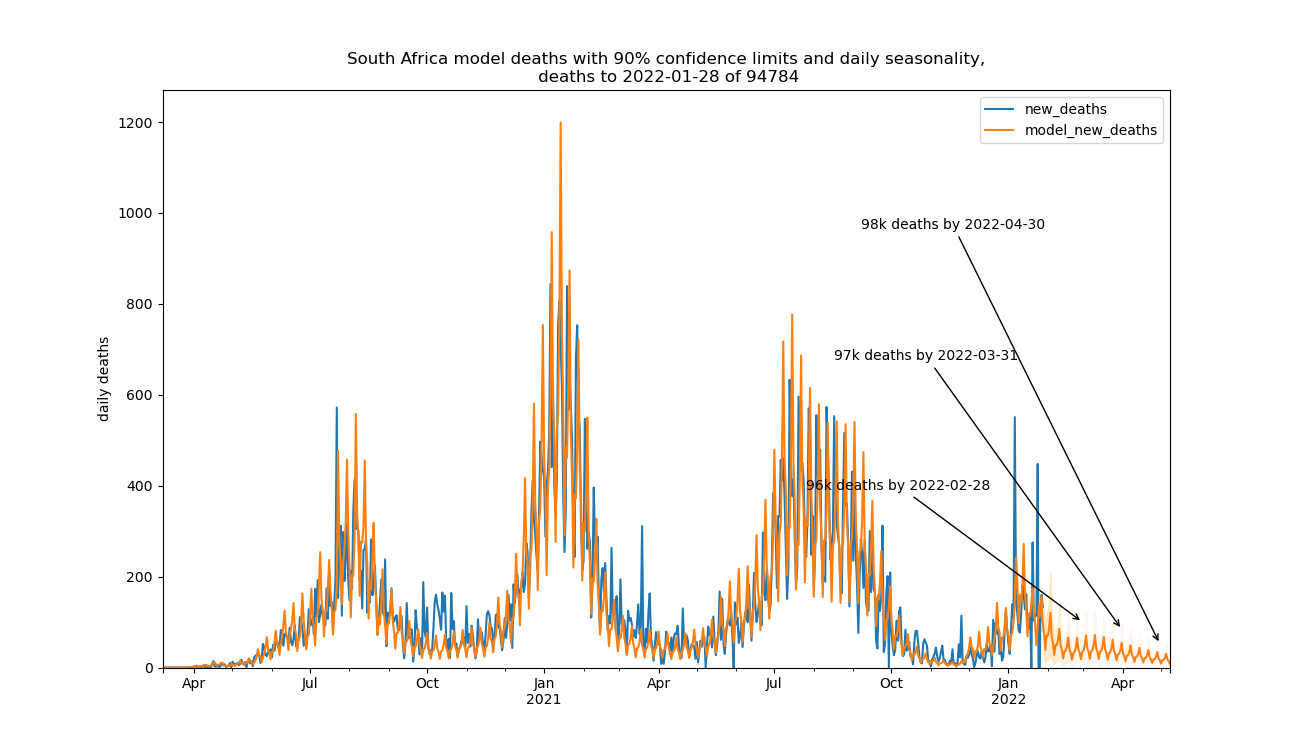 South Africa model deaths with 90% confidence limits and daily seasonality,
deaths to 2022-01-28 of 94784
new_deaths
model_new_deaths
daily deaths
1200
1000
800
600
400
200
0
98k deaths by 2022-04-30
97k deaths by 2022-03-31
96k deaths by 2022-02-28
Apr Jul Oct Jan Apr Jul Oct Jan Apr
2021 2022